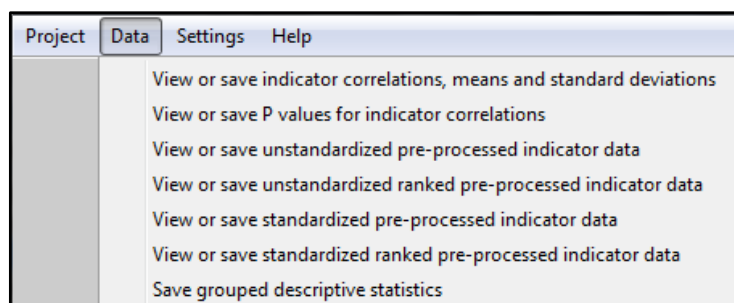 Project Data Settings Help
View or save indicator correlations, means and standard deviations
View or save P values for indicator correlations
View or save unstandardized pre-processed indicator data
View or save unstandardized ranked pre-processed indicator data
View or save standardized pre-processed indicator data
View or save standardized ranked pre-processed indicator data
Save grouped descriptive statistics